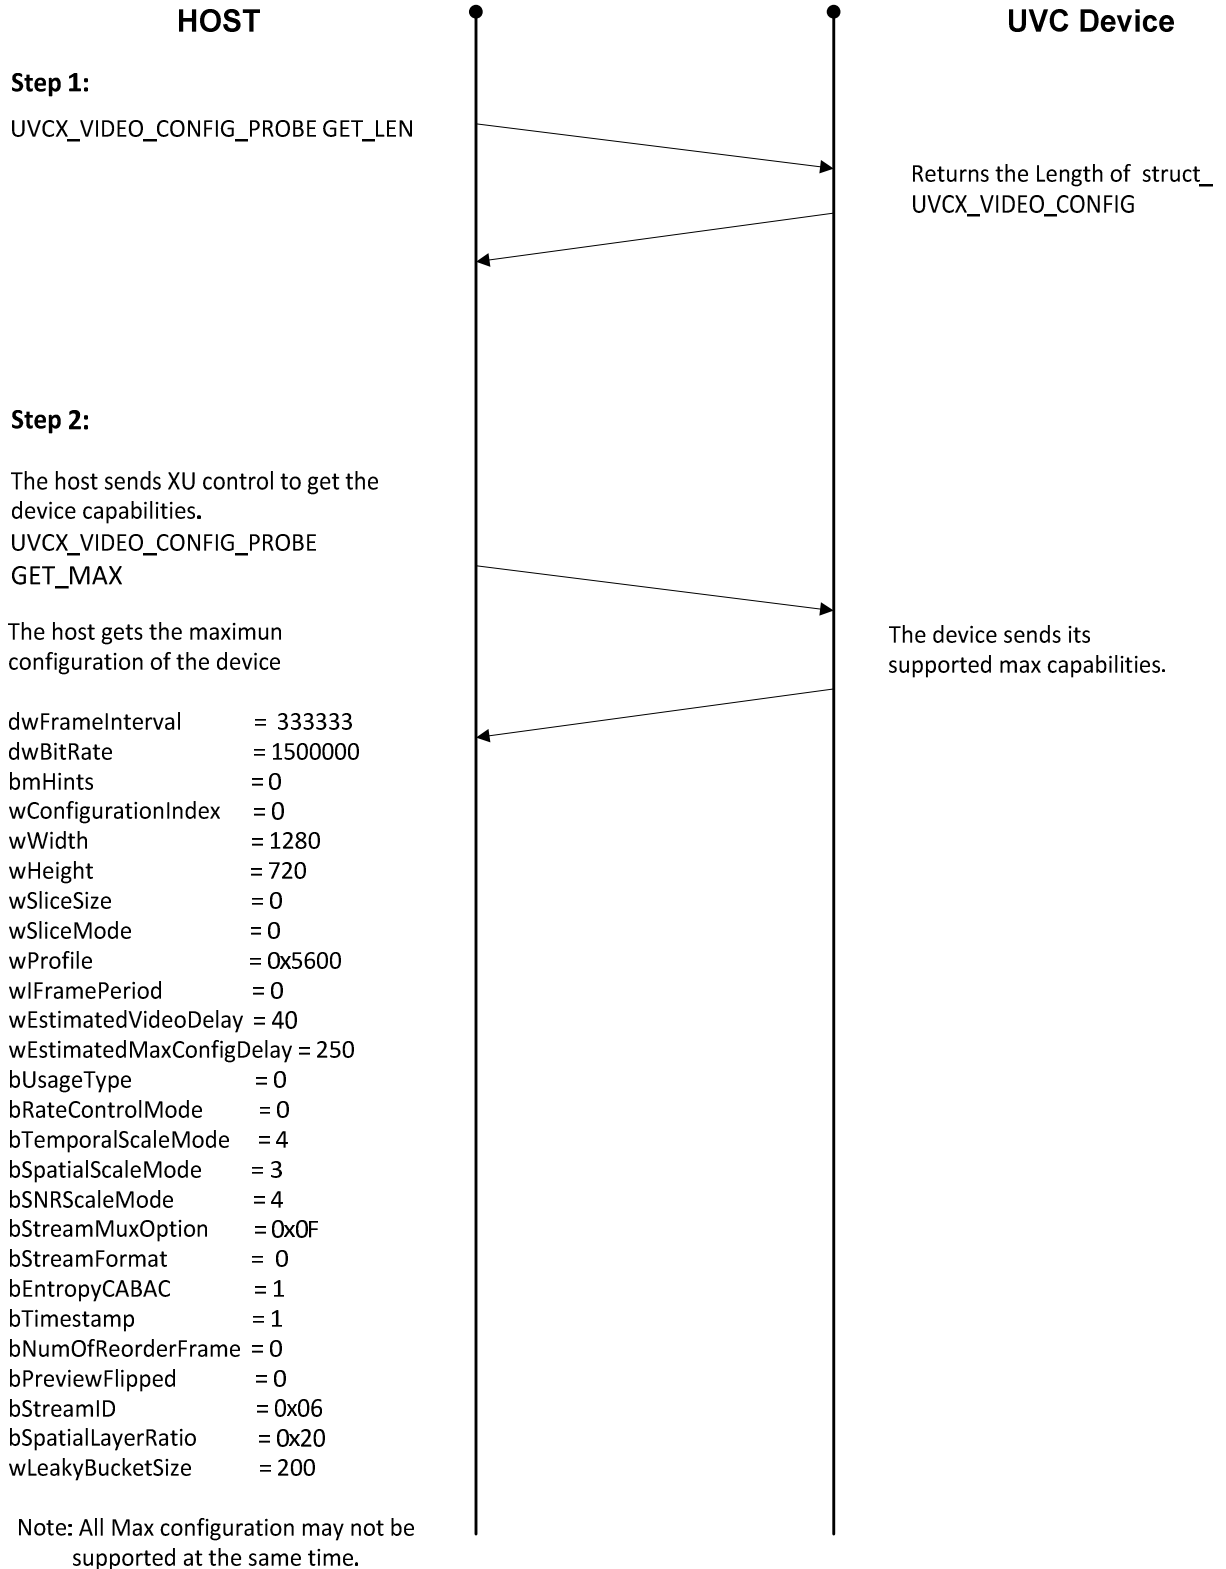 HOST
UVC Device
Step 1:
UVCX_VIDEO_CONFIG_PROBE GET_LEN
Returns the Length of struct_
UVCX_VIDEO_CONFIG
Step 2:
The host sends XU control to get the
device capabilities.
UVCX_VIDEO_CONFIG_PROBE
GET_MAX
The host gets the maximun
configuration of the device
The device sends its
supported max capabilities.
dwFrameInterval = 333333
dwBitRate = 1500000
bmHints = 0
wConfigurationIndex = 0
wWidth = 1280
wHeight = 720
wSliceSize = 0
wSliceMode = 0
wProfile = 0x5600
wIFramePeriod = 0
wEstimatedVideoDelay = 40
wEstimatedMaxConfigDelay = 250
bUsageType = 0
bRateControlMode = 0
bTemporalScaleMode = 4
bSpatialScaleMode = 3
bSNRScaleMode = 4
bStreamMuxOption = 0x0F
bStreamFormat = 0
bEntropyCABAC = 1
bTimestamp = 1
bNumOfReorderFrame = 0
bPreviewFlipped = 0
bStreamID = 0x06
bSpatialLayerRatio = 0x20
wLeakyBucketSize = 200
Note: All Max configuration may not be
supported at the same time.